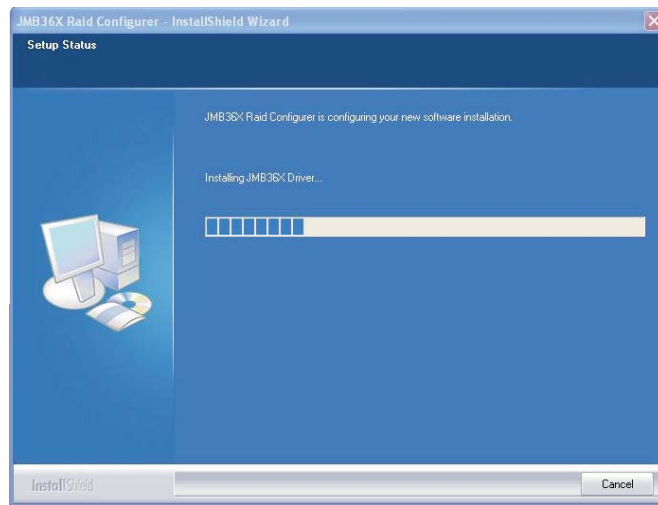 JMB36X Raid Configurer - InstallShield Wizard
Setup Status
JMB36X Raid Configurer is configuring your new software installation.
Installing JMB36X Driver...
InstallShield
Cancel